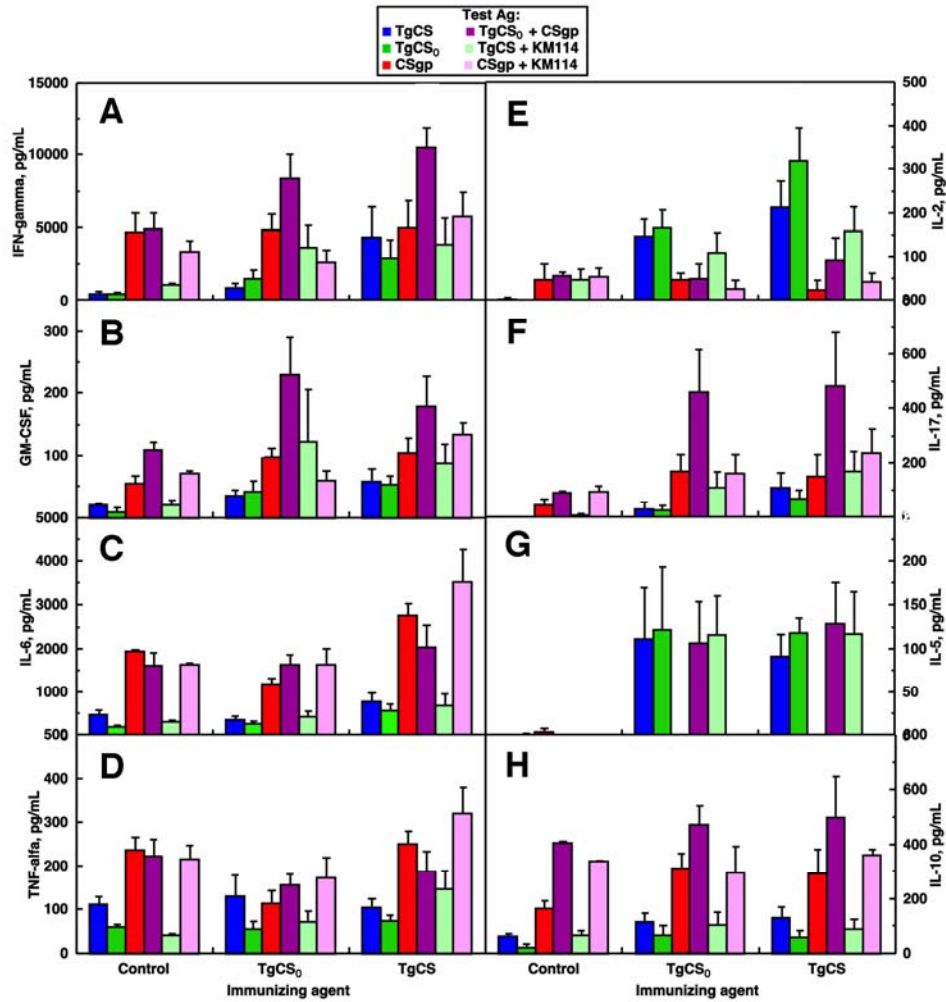 Test Ag:
TgCS TgCS0 + CSgp
TgCS0 TgCS + KM114
CSgp CSgp + KM114
A
IFN-gamma, pg/mL
15000
10000
5000
0
E
IL-2, pg/mL
500
400
300
200
100
B
GM-CSF, pg/mL
300
200
100
F
IL-17, pg/mL
800
600
400
200
C
IL-6, pg/mL
5000
4000
3000
2000
1000
G
IL-5, pg/mL
200
150
100
50
D
TNF-alfa, pg/mL
500
400
300
200
100
0
H
IL-10, pg/mL
800
600
400
200
0
Control TgCS0 TgCS Control TgCS0 TgCS
Immunizing agent Immunizing agent